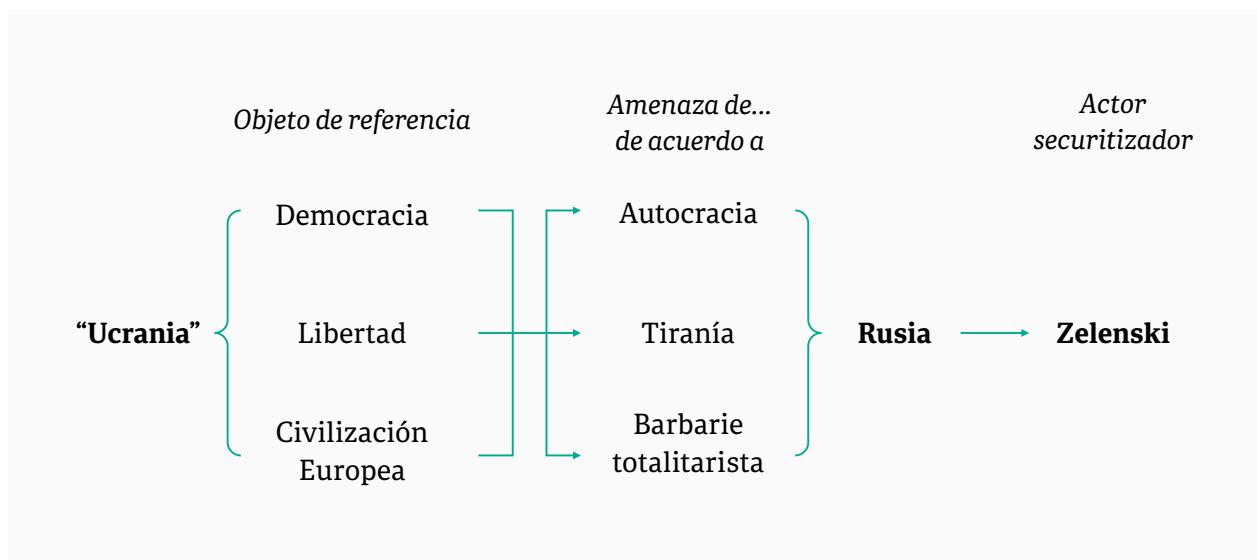 Objeto de referencia
Amenaza de...
de acuerdo a
Actor
securitizador
Democracia
Autocracia
“Ucrania”
Libertad
Tiranía
Rusia
Zelenski
Civilización
Europea
Barbarie
totalitarista